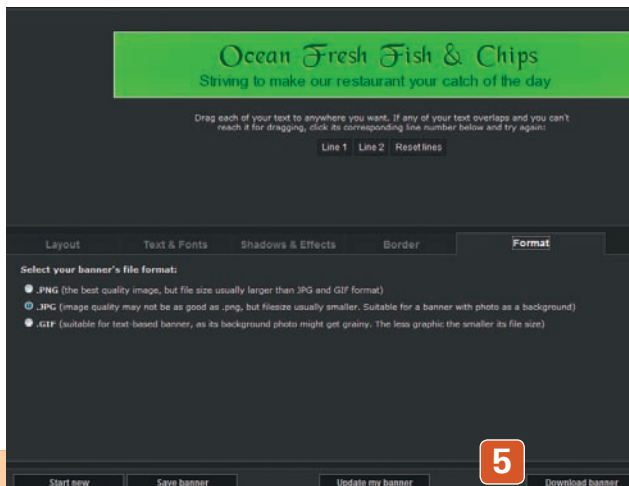 Ocean Fresh Fish & Chips
Striving to make our restaurant your catch of the day
Drag each of your text to anywhere you want. If any of your text overlaps and you can't
reach it for dragging, click its corresponding line number below and try again:
Line 1 Line 2 Reset lines
Layout Text & Fonts Shadows & Effects Border Format
Select your banner's file format:
.PNG (the best quality image, but file size usually larger than JPG and GIF format)
.JPG (image quality may not be as good as .png, but filesize usually smaller. Suitable for a banner with photo as a background)
.GIF (suitable for text-based banner, as its background photo might get grainy. The less graphic the smaller its file size)
5
Start new Save banner Update my banner Download banner